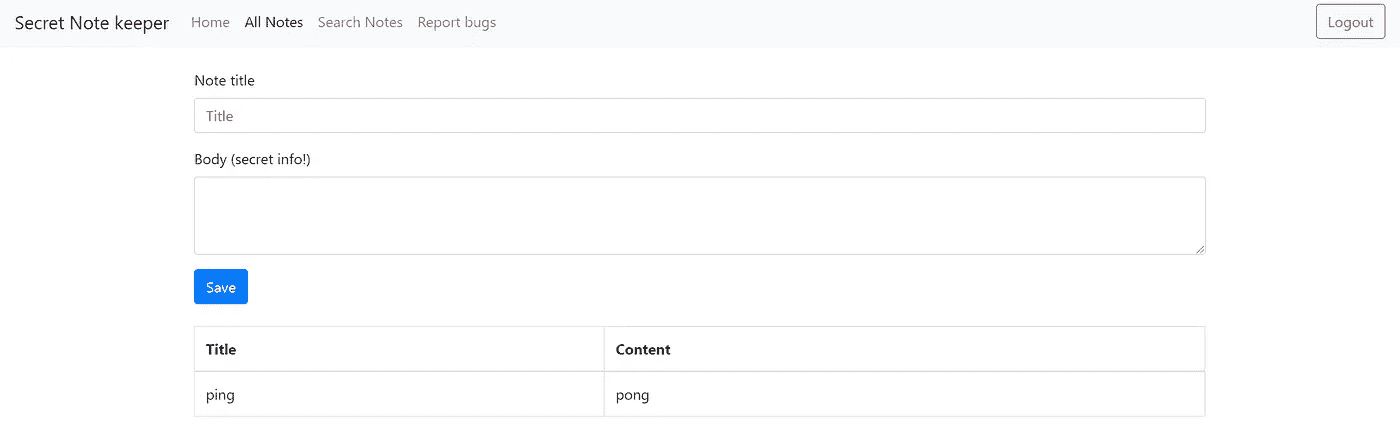 Secret Note keeper Home All Notes Search Notes Report bugs Logout
Note title
Title
Body (secret info!)
Save
Title Content
ping pong